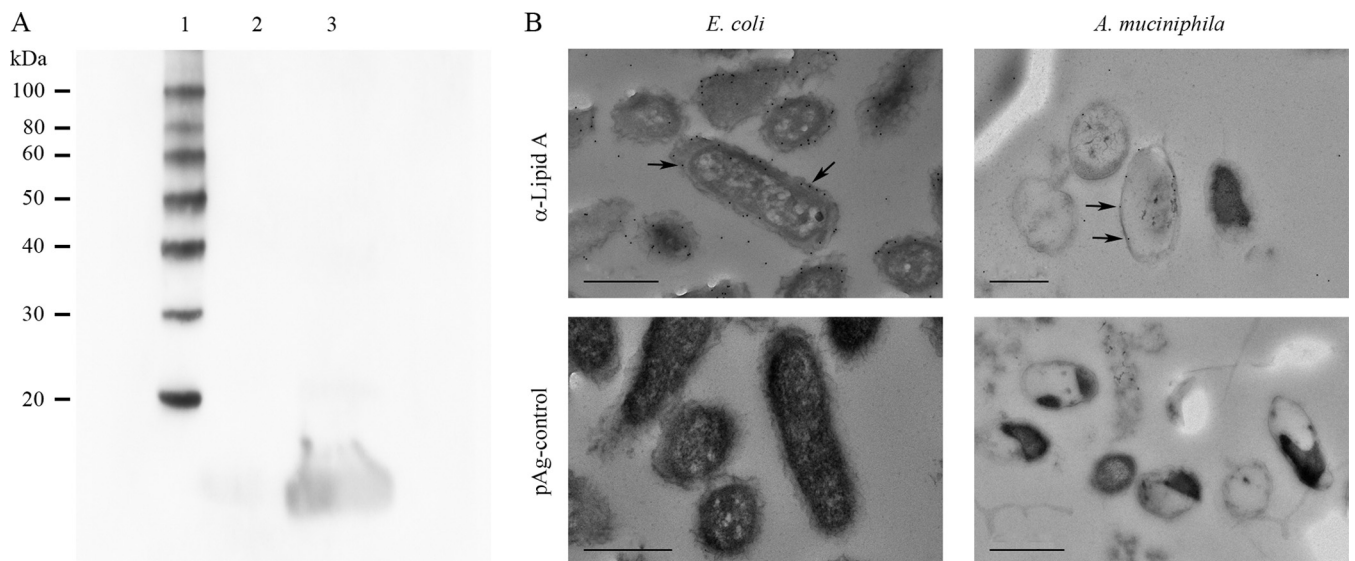 A
1 2 3
kDa
100
80
60
50
40
30
20
B
E. coli
A. muciniphila
α-Lipid A
pAg-control